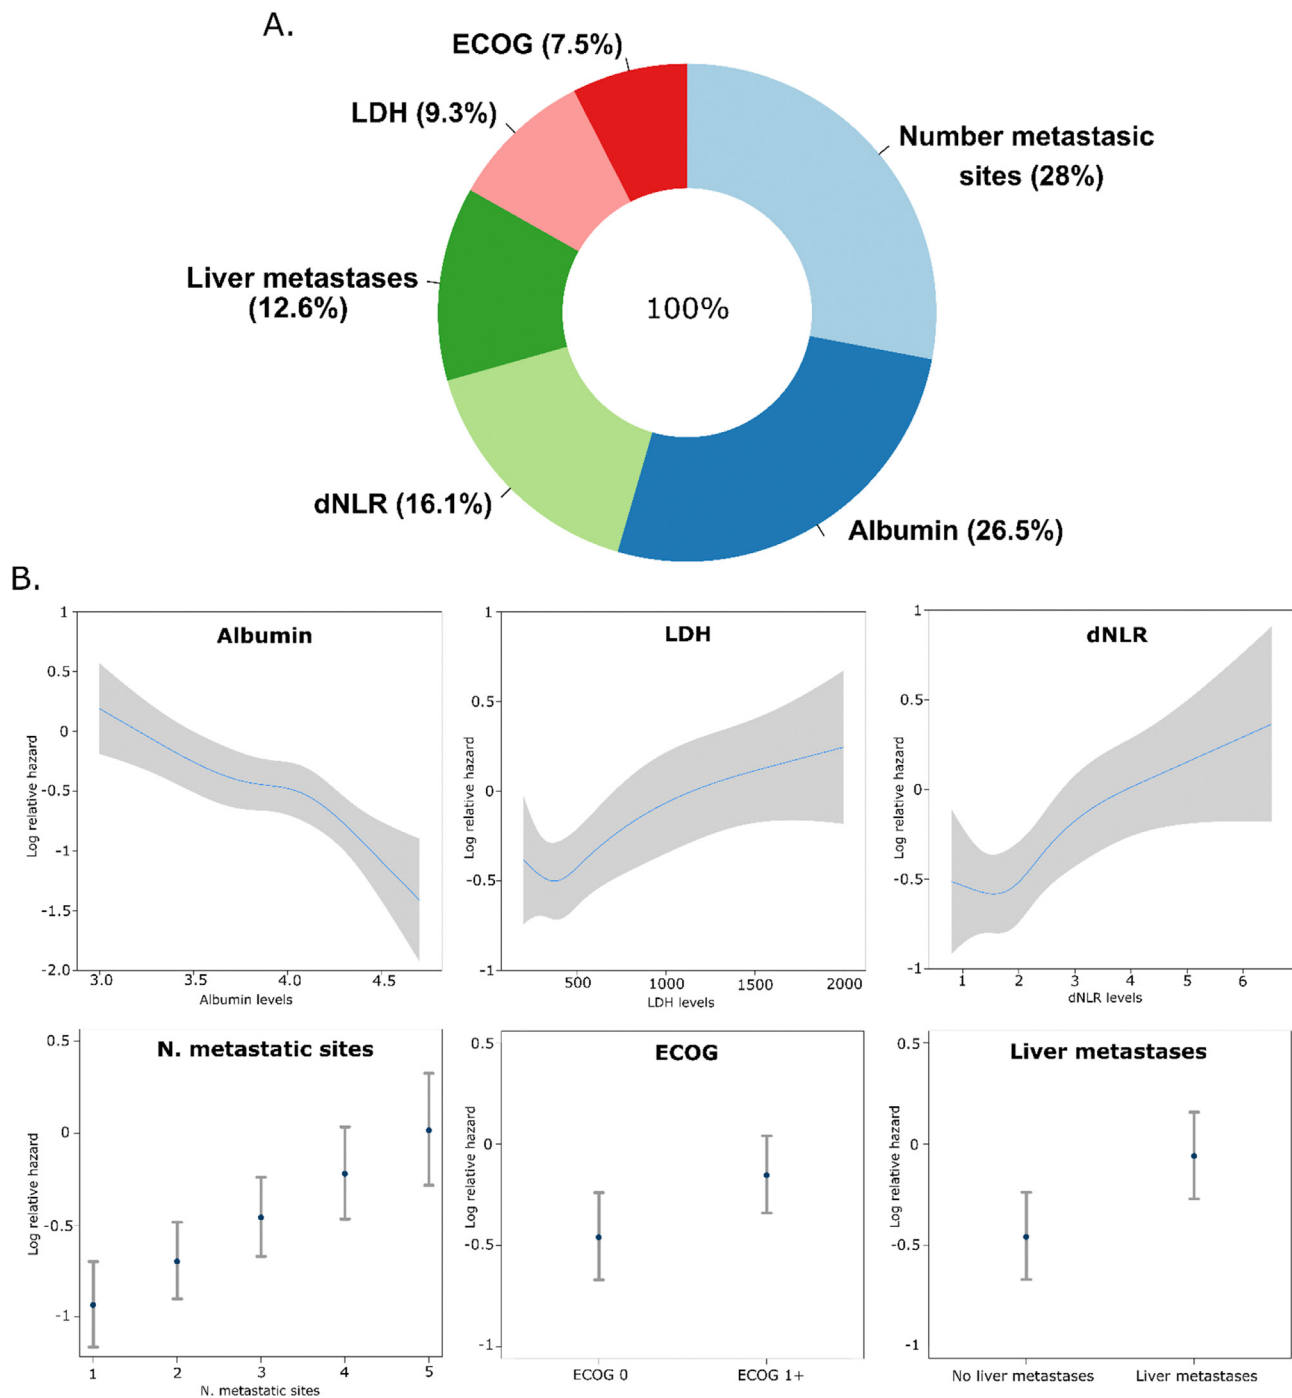 A.
ECOG (7.5%)
LDH (9.3%)
Number metastasic
sites (28%)
Liver metastases
(12.6%)
100%
dNLR (16.1%)
Albumin (26.5%)
B.
Albumin
1
0.5
0
-0.5
-1
-1.5
-2.0
Log relative hazard
3.0 3.5 4.0 4.5
Albumin levels
LDH
1
0.5
0
-0.5
-1
Log relative hazard
500 1000 1500 2000
LDH levels
dNLR
1
0.5
0
-0.5
-1
Log relative hazard
1 2 3 4 5 6
dNLR levels
N. metastatic sites
0.5
0
-0.5
-1
Log relative hazard
1 2 3 4 5
N. metastatic sites
ECOG
0.5
0
-0.5
-1
Log relative hazard
ECOG 0 ECOG 1+
Liver metastases
0.5
0
-0.5
-1
Log relative hazard
No liver metastases Liver metastases